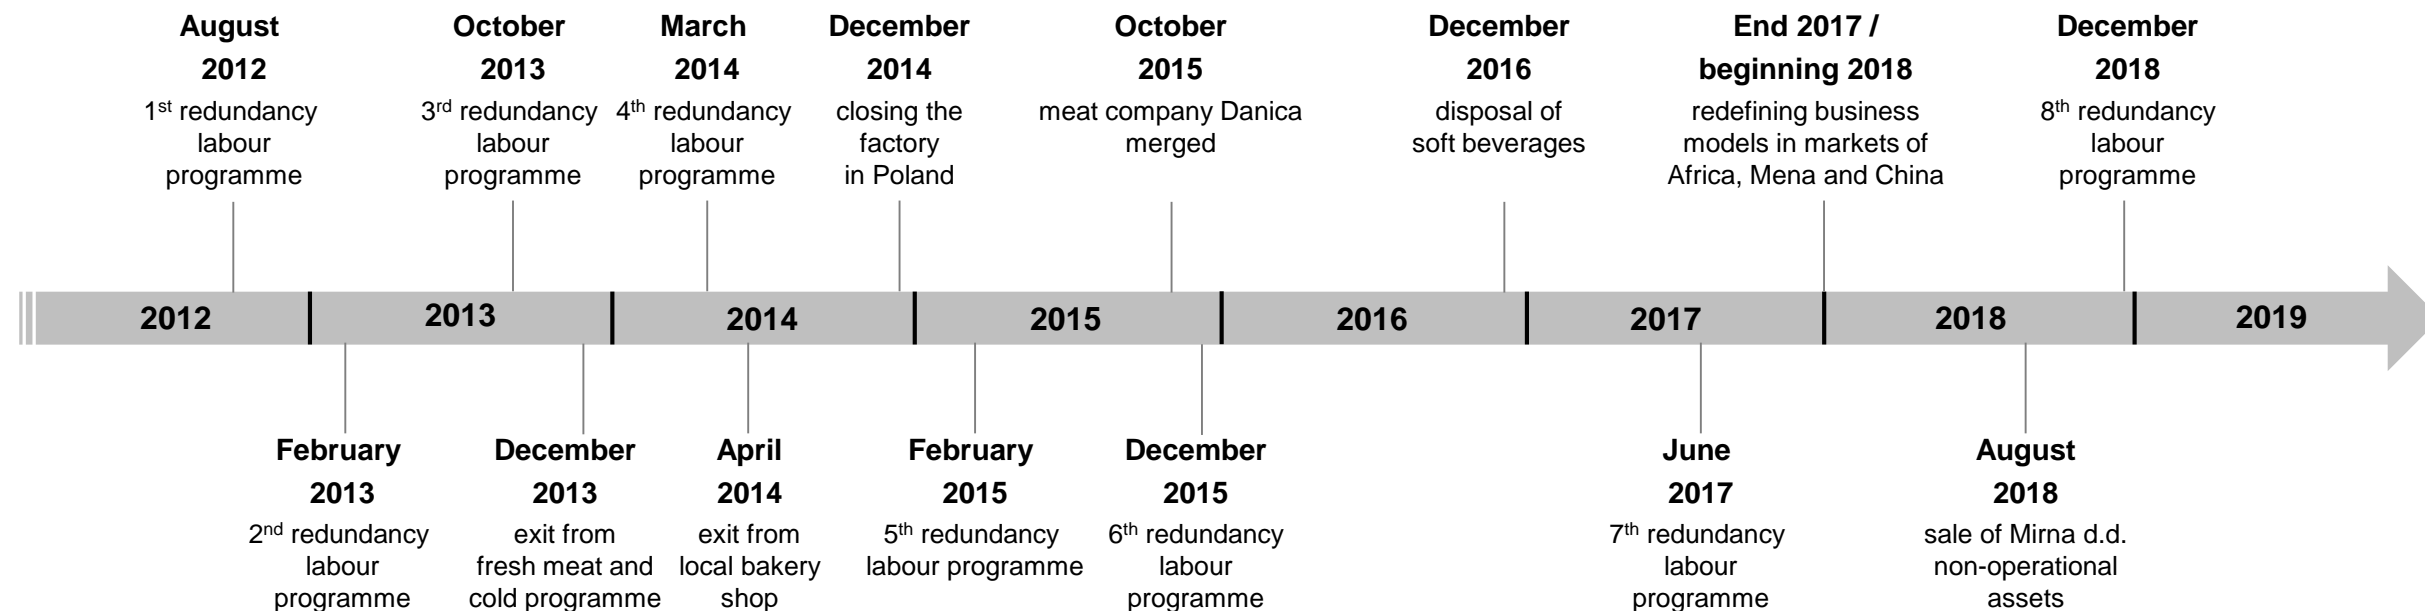 August
2012
1st redundancy
labour
programme
October
2013
3rd redundancy
labour
programme
March
2014
4th redundancy
labour
programme
December
2014
closing the
factory
in Poland
October
2015
meat company Danica
merged
December
2016
disposal of
soft beverages
End 2017 /
beginning 2018
redefining business
models in markets of
Africa, Mena and China
December
2018
8th redundancy
labour
programme
2012
2013
2014
2015
2016
2017
2018
2019
February
2013
2nd redundancy
labour
programme
December
2013
exit from
fresh meat and
cold programme
April
2014
exit from
local bakery
shop
February
2015
5th redundancy
labour programme
December
2015
6th redundancy
labour
programme
June
2017
7th redundancy
labour
programme
August
2018
sale of Mirna d.d.
non-operational
assets